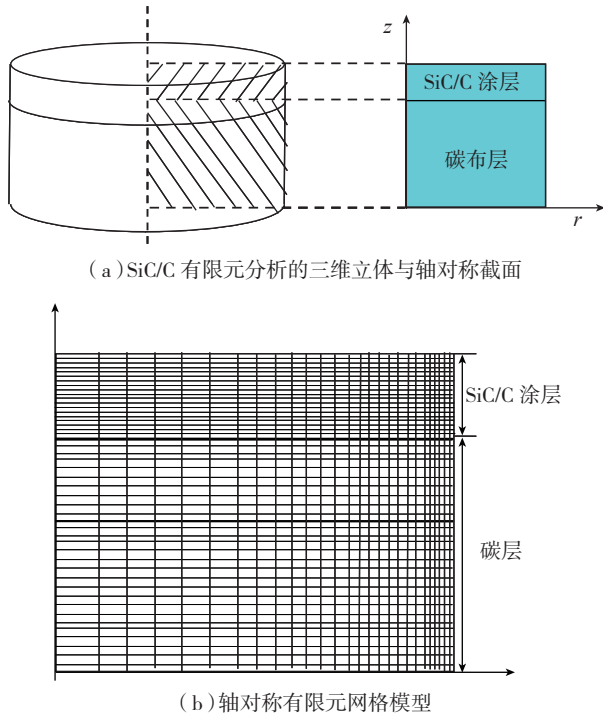 z
SiC/C 涂层
碳布层
r
(a)SiC/C 有限元分析的三维立体与轴对称截面
SiC/C 涂层
碳层
(b)轴对称有限元网格模型